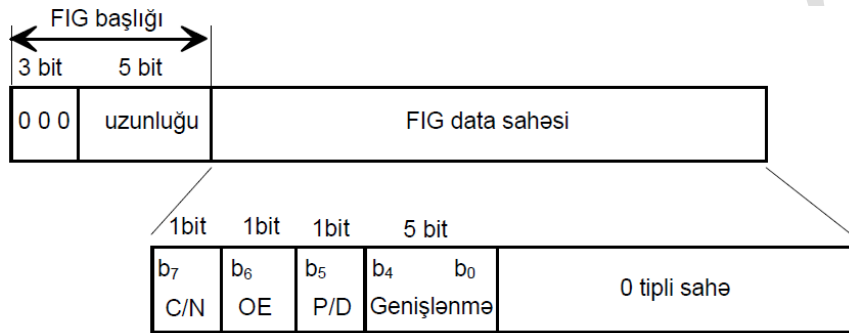 FIG başlığı
3 bit 5 bit
0 0 0 uzunluğu FIG data sahəsi
1bit 1bit 1bit 5 bit
b₇ b₆ b₅ b₄ b₀
C/N OE P/D Genişlənmə 0 tipli sahə